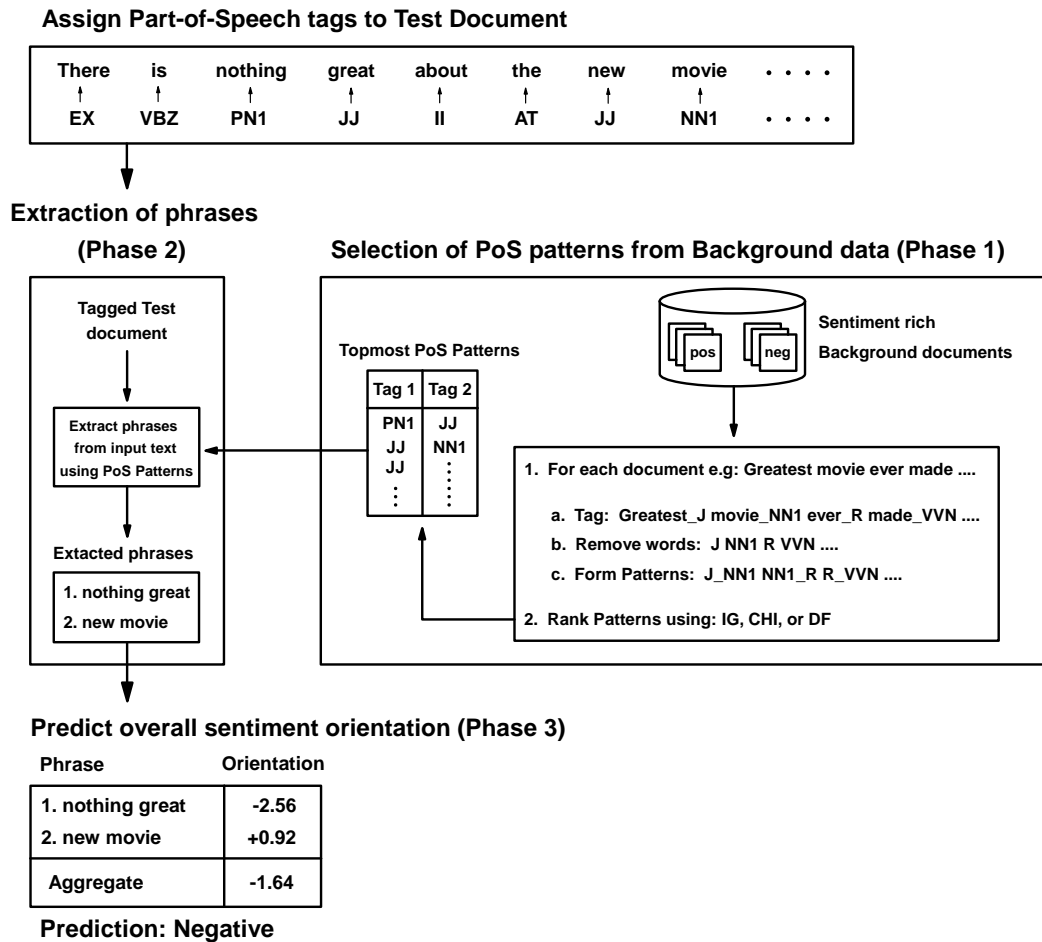 Assign Part-of-Speech tags to Test Document
There is nothing great about the new movie . . . .
EX VBZ PN1 JJ II AT JJ NN1 . . . .
Extraction of phrases
(Phase 2)
Tagged Test
document
Extract phrases
from input text
using PoS Patterns
Extacted phrases
1. nothing great
2. new movie
Selection of PoS patterns from Background data (Phase 1)
pos
neg
Sentiment rich
Background documents
Topmost PoS Patterns
Tag 1 Tag 2
PN1 JJ
JJ NN1
JJ
1. For each document e.g: Greatest movie ever made ....
a. Tag: Greatest_J movie_NN1 ever_R made_VVN ....
b. Remove words: J NN1 R VVN ....
c. Form Patterns: J_NN1 NN1_R R_VVN ....
2. Rank Patterns using: IG, CHI, or DF
Predict overall sentiment orientation (Phase 3)
Phrase Orientation
1. nothing great -2.56
2. new movie +0.92
Aggregate -1.64
Prediction: Negative